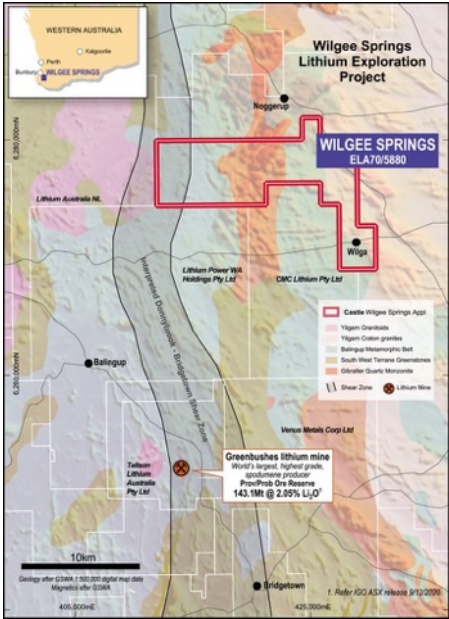 WESTERN AUSTRALIA
Kalgoorlie
Perth
Bunbury
WILGEE SPRINGS
Wilgee Springs
Lithium Exploration
Project
Noggerup
WILGEE SPRINGS
ELA70/5880
6,280,000mN
Lithium Australia NL
Wilga
Lithium Power WA
Holdings Pty Ltd
CMC Lithium Pty Ltd
Interpreted Donnybrook - Bridgetown Shear Zone
Castle Wilgee Springs Appl
Yilgarn Granitoids
Yilgarn Craton granites
Balingup Metamorphic Belt
South West Terrane Greenstones
Gibraltar Quartz Monzonite
Shear Zone
Lithium Mine
6,260,000mN
Balingup
Venus Metals Corp Ltd
Greenbushes lithium mine
World's largest, highest grade,
spodumene producer
Prov/Prob Ore Reserve
143.1Mt @ 2.05% Li₂O¹
Talison
Lithium
Australia
Pty Ltd
10km
Geology after GSWA 1:500,000 digital map data
Magnetics after GSWA
Bridgetown
1. Refer IGO ASX release 9/12/2020
405,000mE
425,000mE